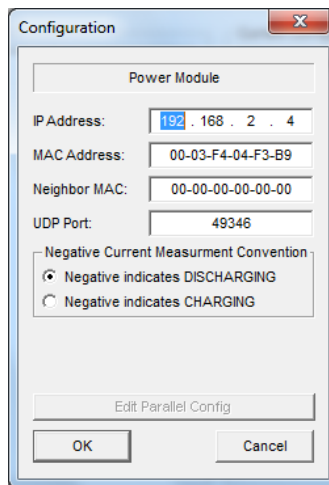 Configuration
Power Module
IP Address: 192 . 168 . 2 . 4
MAC Address: 00-03-F4-04-F3-B9
Neighbor MAC: 00-00-00-00-00-00
UDP Port: 49346
Negative Current Measurment Convention
Negative indicates DISCHARGING
Negative indicates CHARGING
Edit Parallel Config
OK Cancel